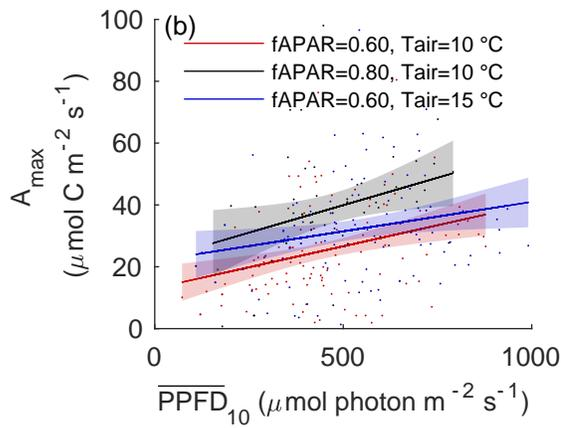 (b)
fAPAR=0.60, Tair=10 °C
fAPAR=0.80, Tair=10 °C
fAPAR=0.60, Tair=15 °C
100
80
60
40
20
0
0 500 1000
A_max
(μmol C m⁻² s⁻¹)
P̅P̅F̅D̅₁₀ (μmol photon m⁻² s⁻¹)